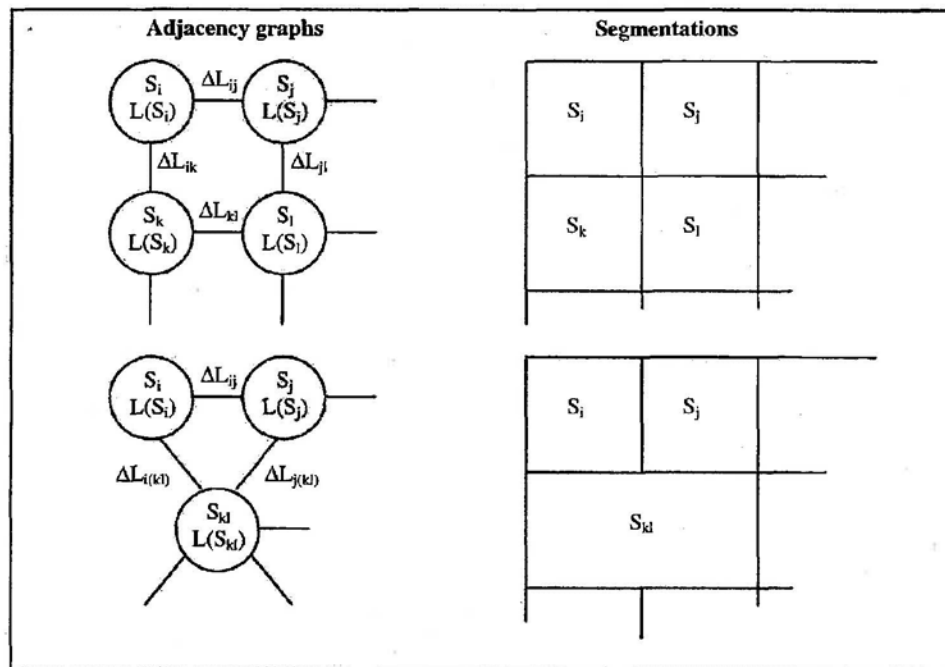 Adjacency graphs Segmentations
S_i ΔL_ij S_j
L(S_i) L(S_j)
S_i S_j
ΔL_ik ΔL_jl
S_k ΔL_kl S_l
L(S_k) L(S_l)
S_k S_l
S_i ΔL_ij S_j
L(S_i) L(S_j)
S_i S_j
ΔL_i(kl) ΔL_j(kl)
S_kl
L(S_kl)
S_kl